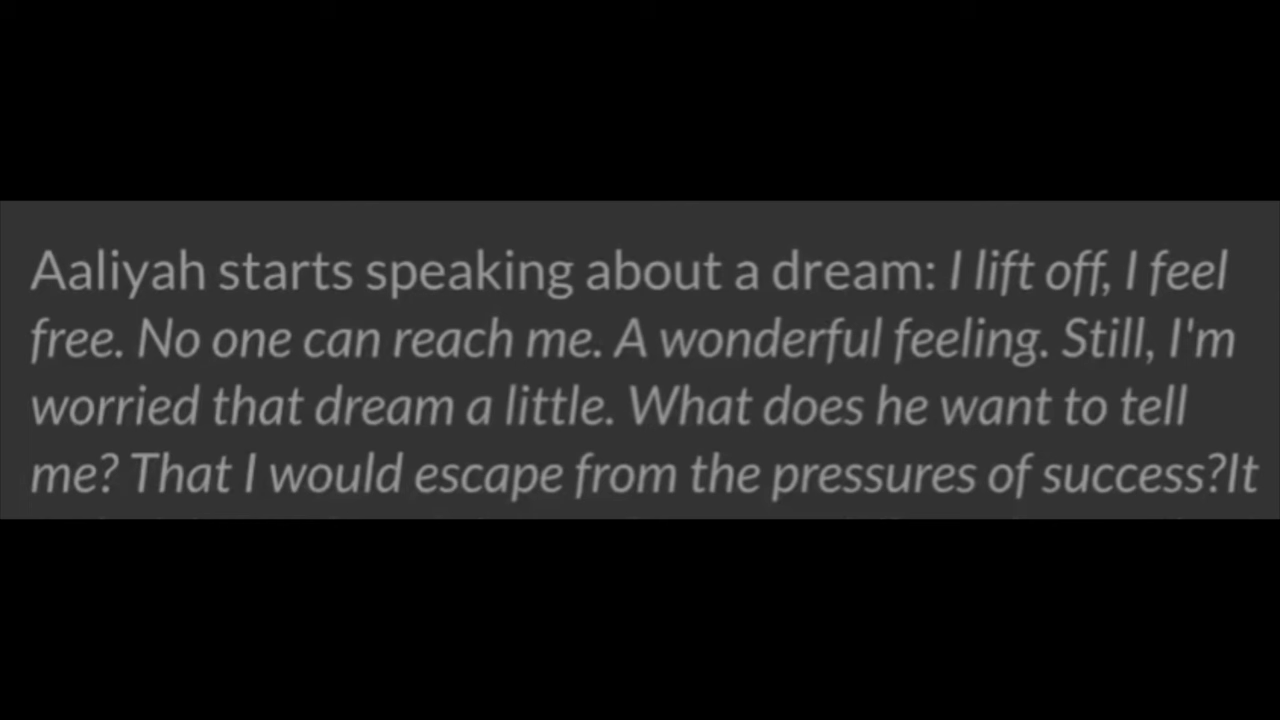 Aaliyah starts speaking about a dream: I lift off, I feel
free. No one can reach me. A wonderful feeling. Still, I'm
worried that dream a little. What does he want to tell
me? That I would escape from the pressures of success?It